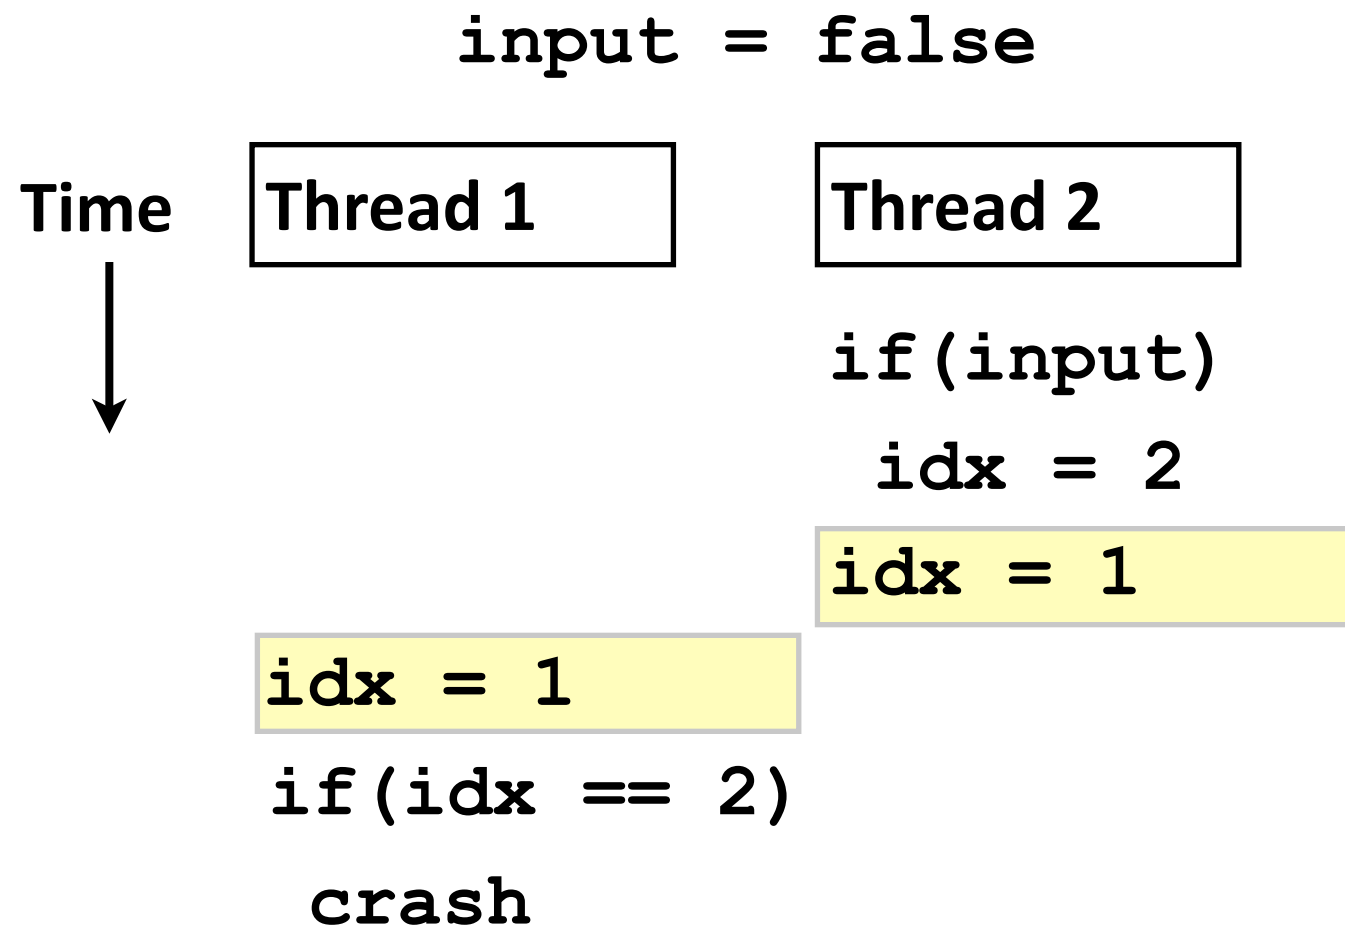 input = false
Time
Thread 1
Thread 2
if(input)
idx = 2
idx = 1
idx = 1
if(idx == 2)
crash